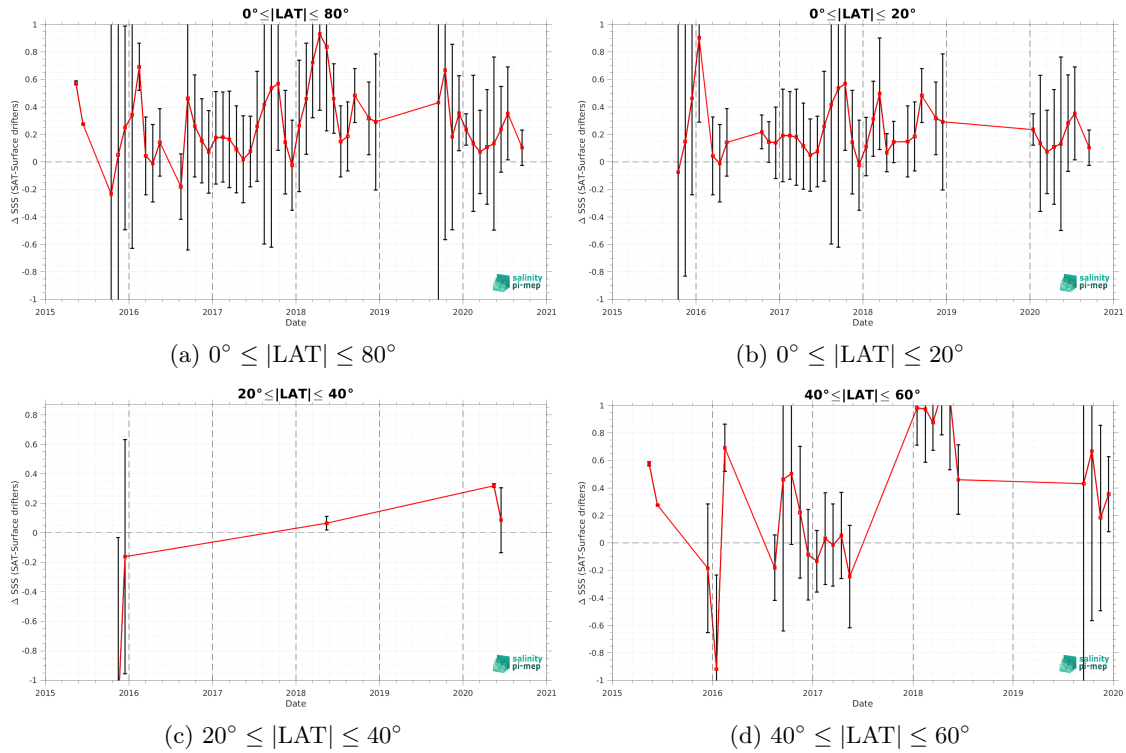 0°≤|LAT|≤ 80°
Δ SSS (SAT-Surface drifters)
1
0.8
0.6
0.4
0.2
0
-0.2
-0.4
-0.6
-0.8
-1
2015 2016 2017 2018 2019 2020 2021
Date
salinity
pi-mep
(a) 0° ≤ |LAT| ≤ 80°
0°≤|LAT|≤ 20°
Δ SSS (SAT-Surface drifters)
1
0.8
0.6
0.4
0.2
0
-0.2
-0.4
-0.6
-0.8
-1
2015 2016 2017 2018 2019 2020 2021
Date
salinity
pi-mep
(b) 0° ≤ |LAT| ≤ 20°
20°≤|LAT|≤ 40°
Δ SSS (SAT-Surface drifters)
0.8
0.6
0.4
0.2
0
-0.2
-0.4
-0.6
-0.8
-1
2015 2016 2017 2018 2019 2020 2021
Date
salinity
pi-mep
(c) 20° ≤ |LAT| ≤ 40°
40°≤|LAT|≤ 60°
Δ SSS (SAT-Surface drifters)
1
0.8
0.6
0.4
0.2
0
-0.2
-0.4
-0.6
-0.8
-1
2015 2016 2017 2018 2019 2020
Date
salinity
pi-mep
(d) 40° ≤ |LAT| ≤ 60°